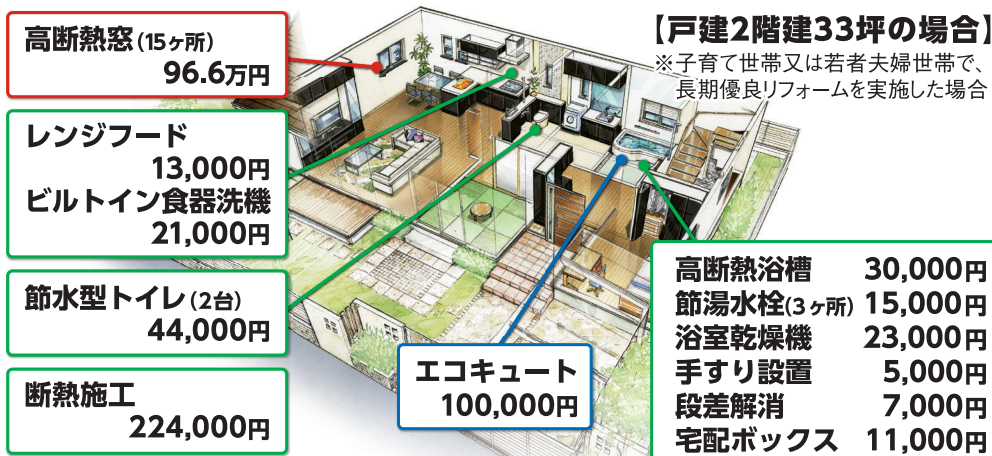 【戸建2階建33坪の場合】
※子育て世帯又は若者夫婦世帯で、
長期優良リフォームを実施した場合
高断熱窓(15ヶ所)
96.6万円
レンジフード
13,000円
ビルトイン食器洗機
21,000円
節水型トイレ(2台)
44,000円
断熱施工
224,000円
エコキュート
100,000円
高断熱浴槽 30,000円
節湯水栓(3ヶ所) 15,000円
浴室乾燥機 23,000円
手すり設置 5,000円
段差解消 7,000円
宅配ボックス 11,000円